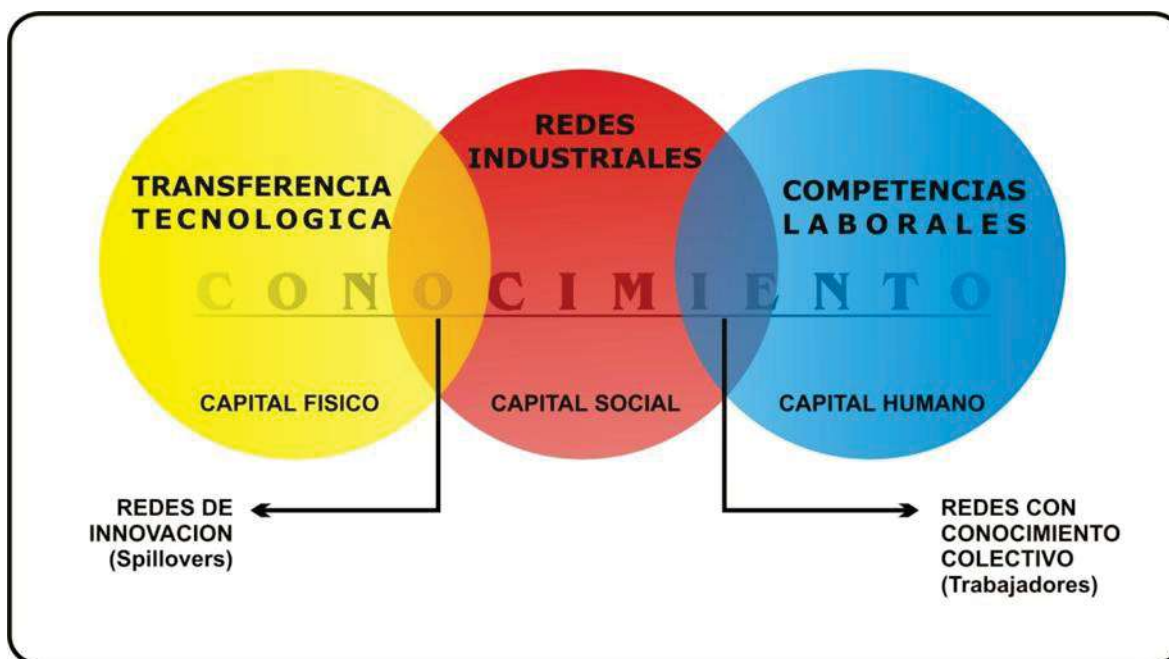 TRANSFERENCIA
TECNOLOGICA
REDES
INDUSTRIALES
COMPETENCIAS
LABORALES
CONOCIMIENTO
CAPITAL FISICO
CAPITAL SOCIAL
CAPITAL HUMANO
REDES DE
INNOVACION
(Spillovers)
REDES CON
CONOCIMIENTO
COLECTIVO
(Trabajadores)